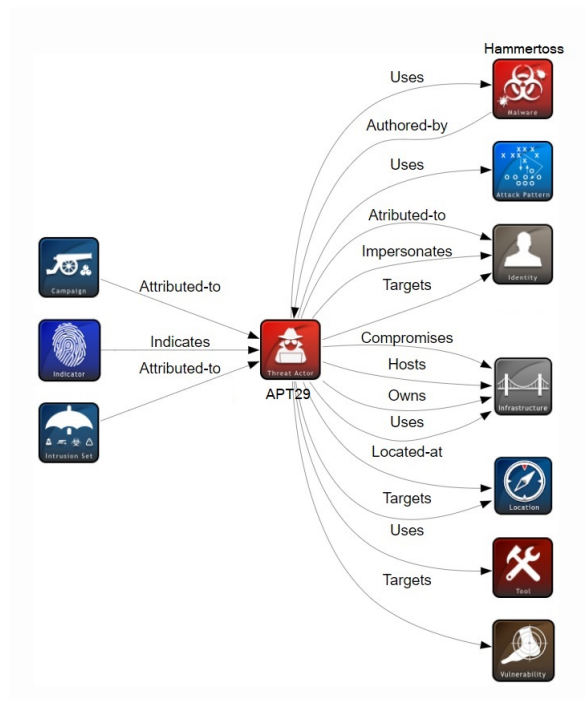 Hammertoss
Uses
Malware
Authored-by
Uses
Attack Pattern
Atributed-to
Impersonates
Identity
Targets
Campaign
Attributed-to
Indicates
Indicator
Attributed-to
Intrusion Set
Threat Actor
APT29
Compromises
Hosts
Infrastructure
Owns
Uses
Located-at
Location
Targets
Uses
Tool
Targets
Vulnerability